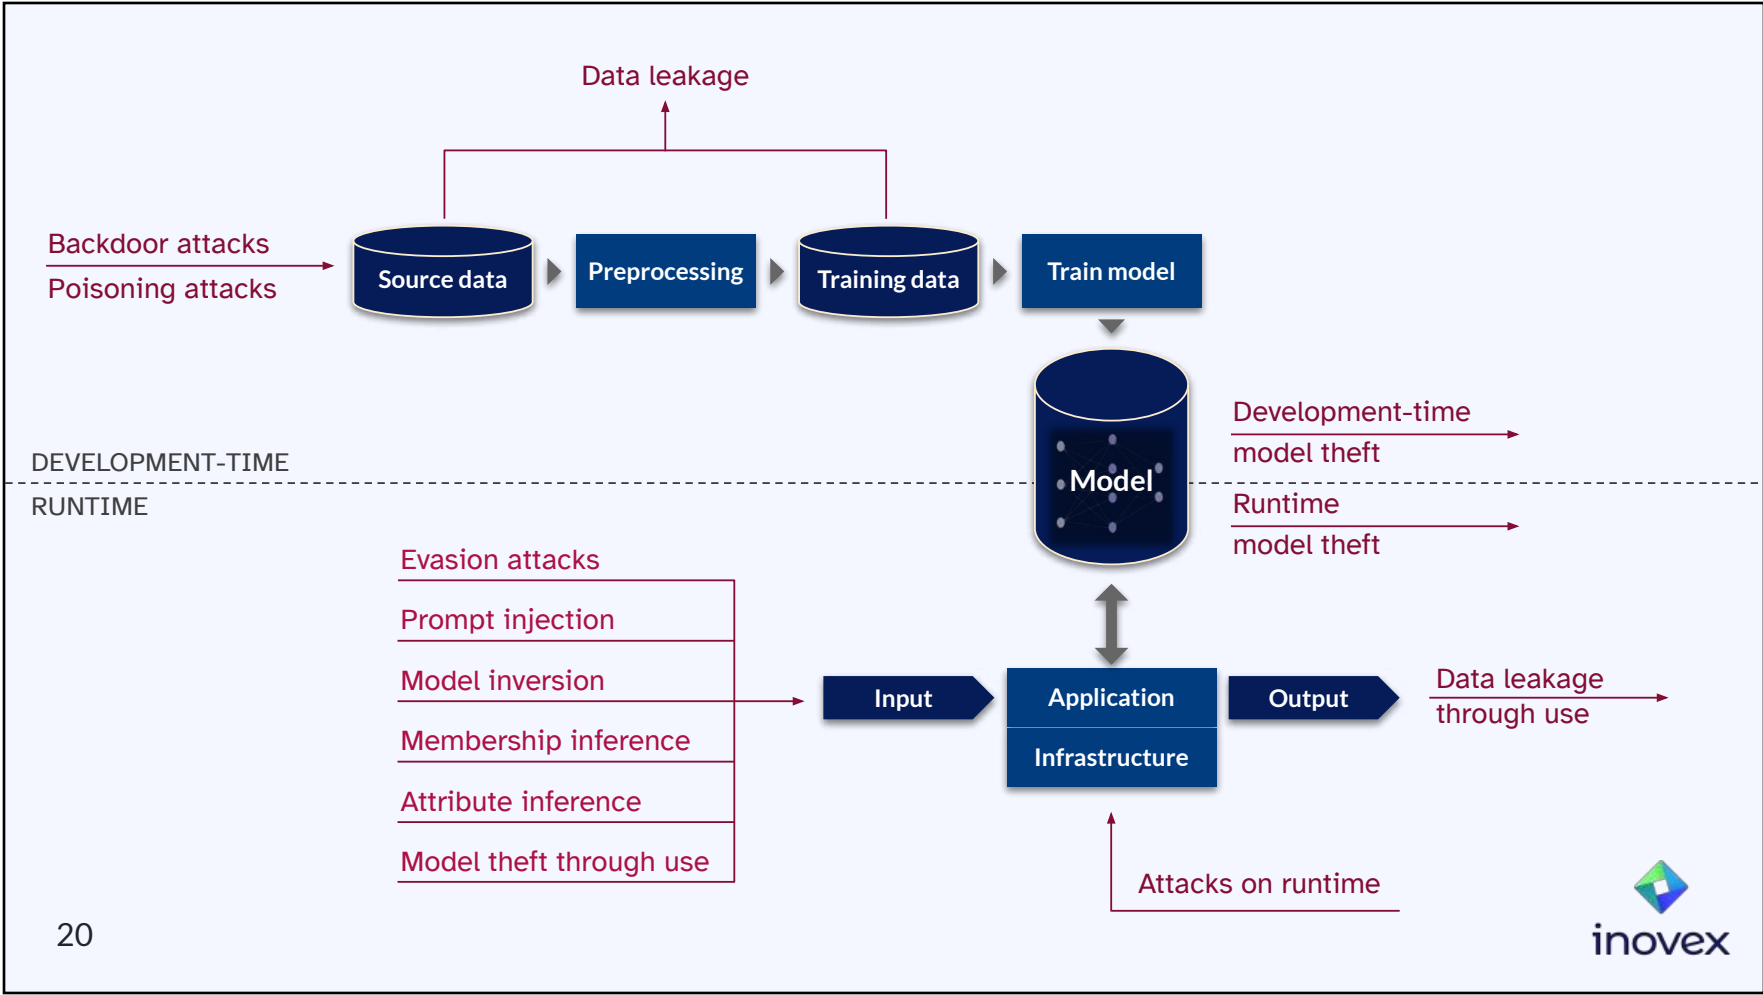 Data leakage
Backdoor attacks
Poisoning attacks
Source data
Preprocessing
Training data
Train model
Model
Development-time
model theft
DEVELOPMENT-TIME
RUNTIME
Runtime
model theft
Evasion attacks
Prompt injection
Model inversion
Membership inference
Attribute inference
Model theft through use
Input
Application
Infrastructure
Output
Data leakage
through use
Attacks on runtime
20
inovex